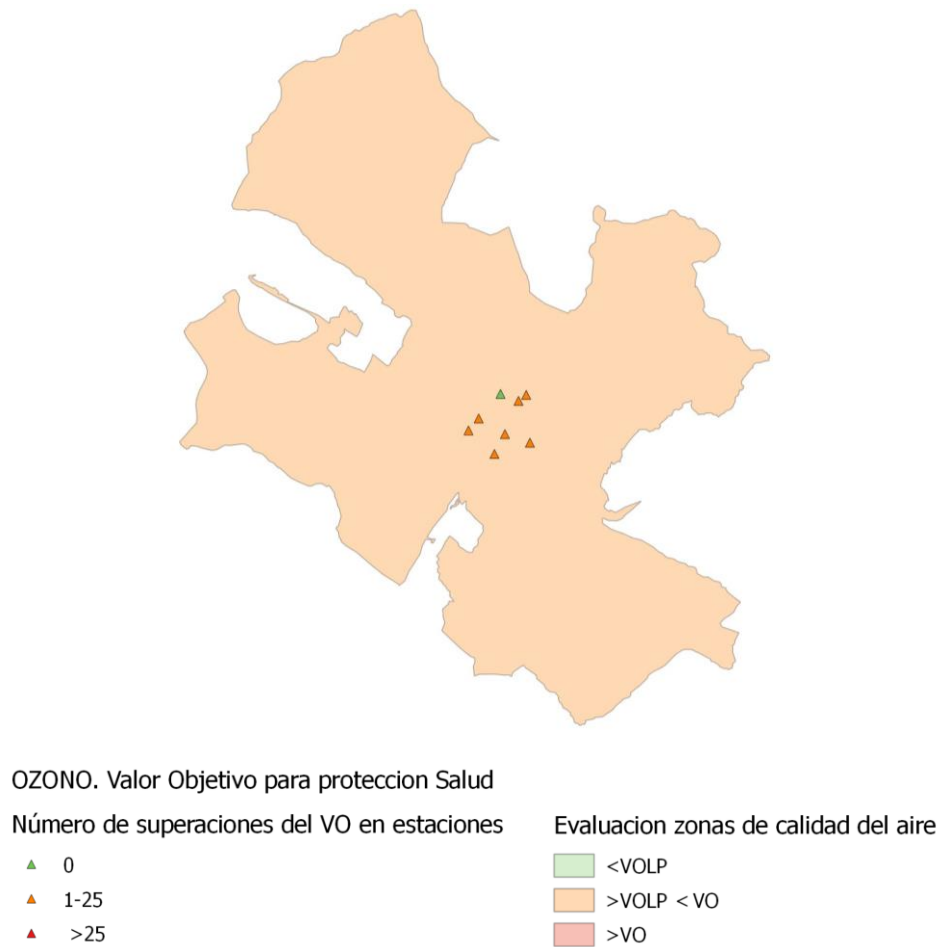 OZONO. Valor Objetivo para proteccion Salud
Número de superaciones del VO en estaciones
0
1-25
>25
Evaluacion zonas de calidad del aire
<VOLP
>VOLP < VO
>VO